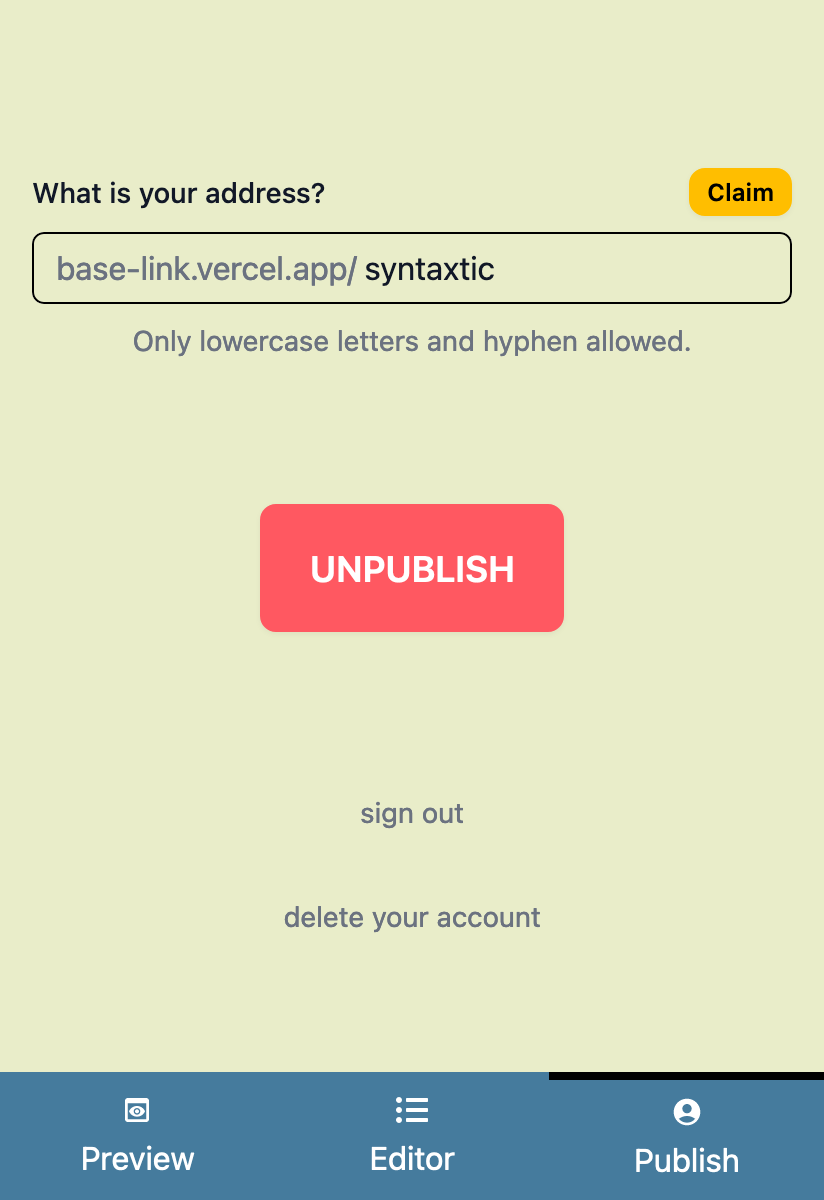 What is your address?
Claim
base-link.vercel.app/ syntaxtic
Only lowercase letters and hyphen allowed.
UNPUBLISH
sign out
delete your account
Preview
Editor
Publish